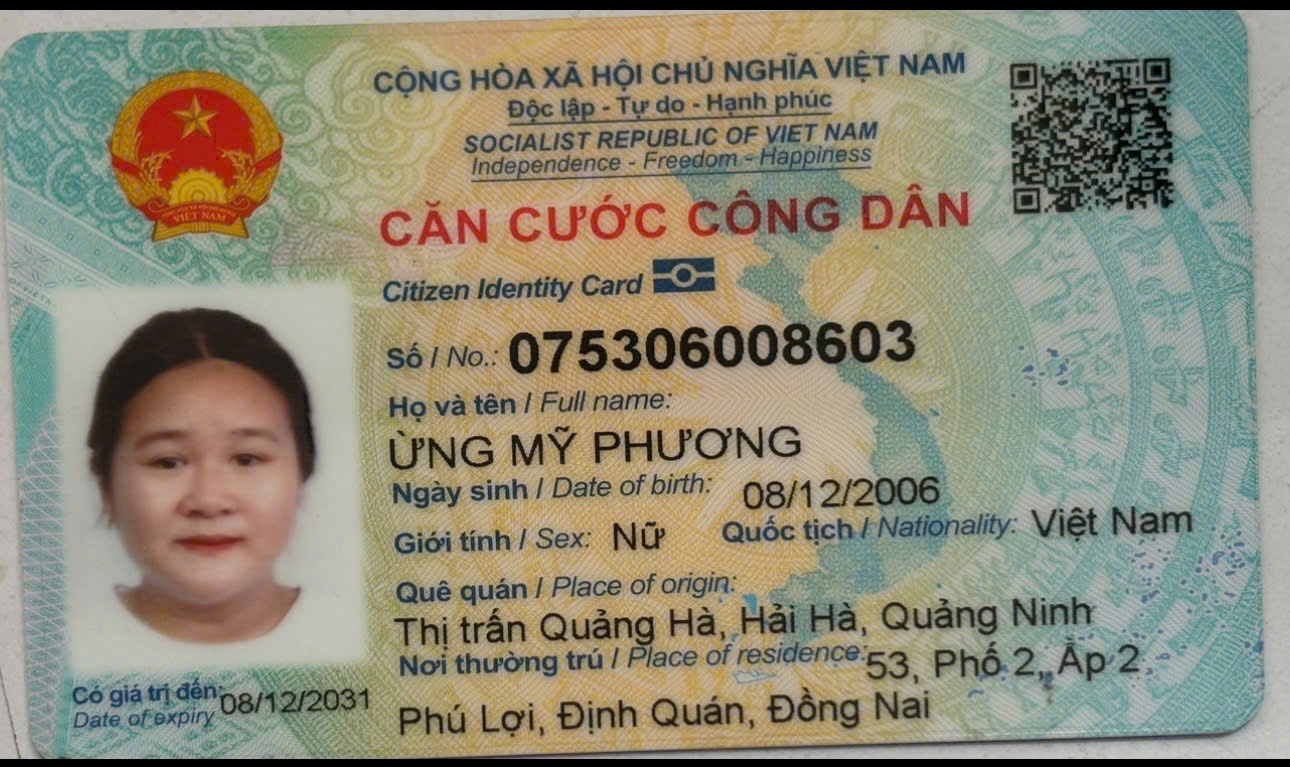 CỘNG HÒA XÃ HỘI CHỦ NGHĨA VIỆT NAM
Độc lập - Tự do - Hạnh phúc
SOCIALIST REPUBLIC OF VIET NAM
Independence - Freedom - Happiness
CĂN CƯỚC CÔNG DÂN
Citizen Identity Card
Số / No.: 075306008603
Họ và tên / Full name:
ỪNG MỸ PHƯƠNG
Ngày sinh / Date of birth: 08/12/2006
Giới tính / Sex: Nữ Quốc tịch / Nationality: Việt Nam
Quê quán / Place of origin:
Thị trấn Quảng Hà, Hải Hà, Quảng Ninh
Nơi thường trú / Place of residence: 53, Phố 2, Ấp 2
Phú Lợi, Định Quán, Đồng Nai
Có giá trị đến: 08/12/2031
Date of expiry
VIỆT NAM